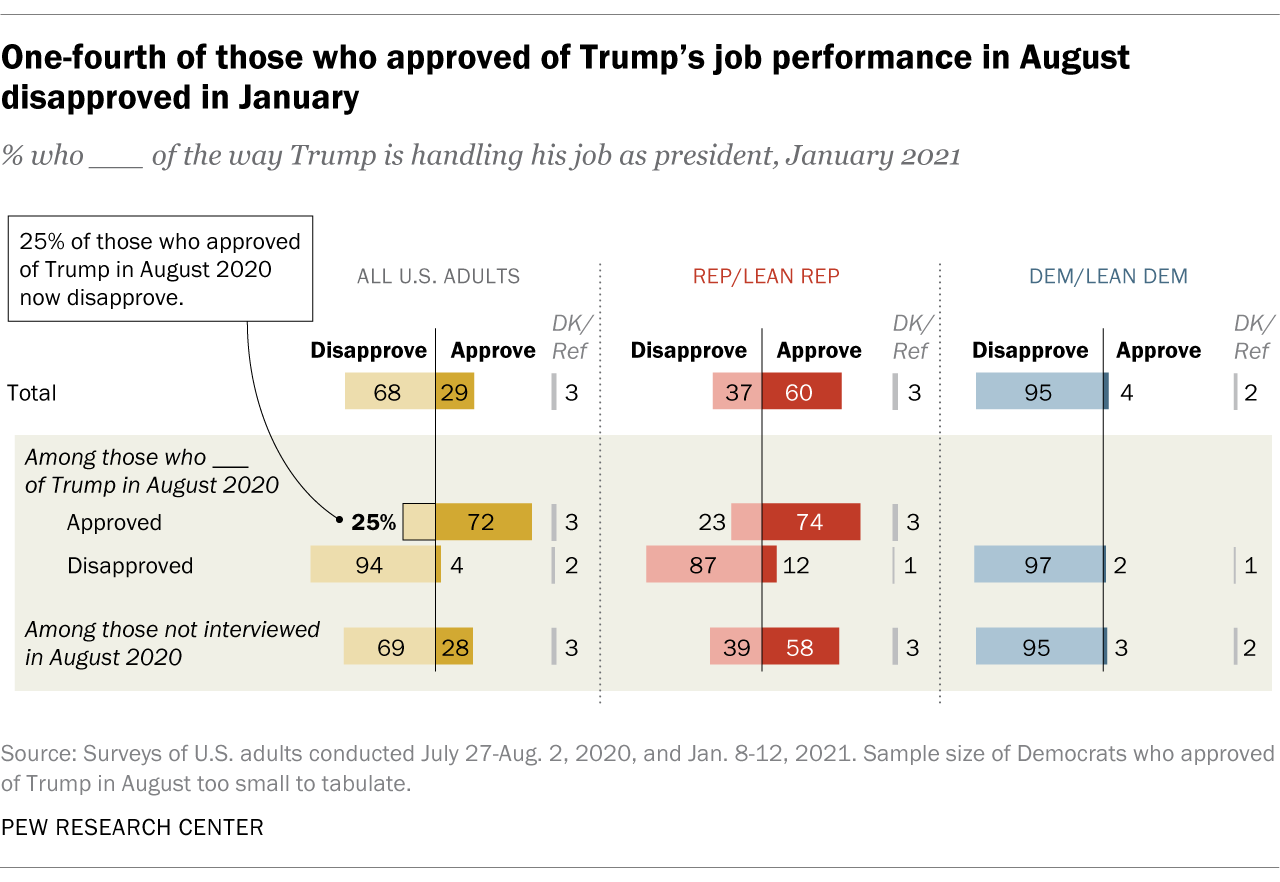 One-fourth of those who approved of Trump’s job performance in August
disapproved in January
% who ___ of the way Trump is handling his job as president, January 2021
25% of those who approved
of Trump in August 2020
now disapprove.
ALL U.S. ADULTS
REP/LEAN REP
DEM/LEAN DEM
Disapprove Approve DK/
Ref
Disapprove Approve DK/
Ref
Disapprove Approve DK/
Ref
Total 68 29 3 37 60 3 95 4 2
Among those who ___
of Trump in August 2020
Approved 25% 72 3 23 74 3
Disapproved 94 4 2 87 12 1 97 2 1
Among those not interviewed
in August 2020 69 28 3 39 58 3 95 3 2
Source: Surveys of U.S. adults conducted July 27-Aug. 2, 2020, and Jan. 8-12, 2021. Sample size of Democrats who approved
of Trump in August too small to tabulate.
PEW RESEARCH CENTER